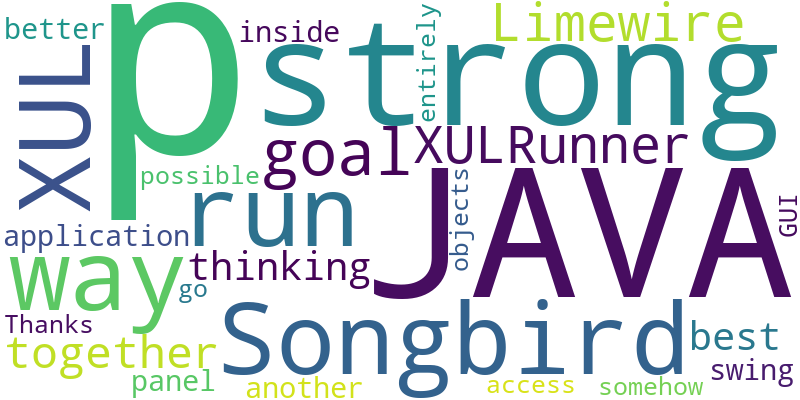 better
p
inside
entirely
Limewire
XUL
strong
goal
XULRunner
possible
run
JAVA
objects
GUI
application
thinking
way
go
Thanks
Songbird
together
best
panel
another
access
somehow
swing